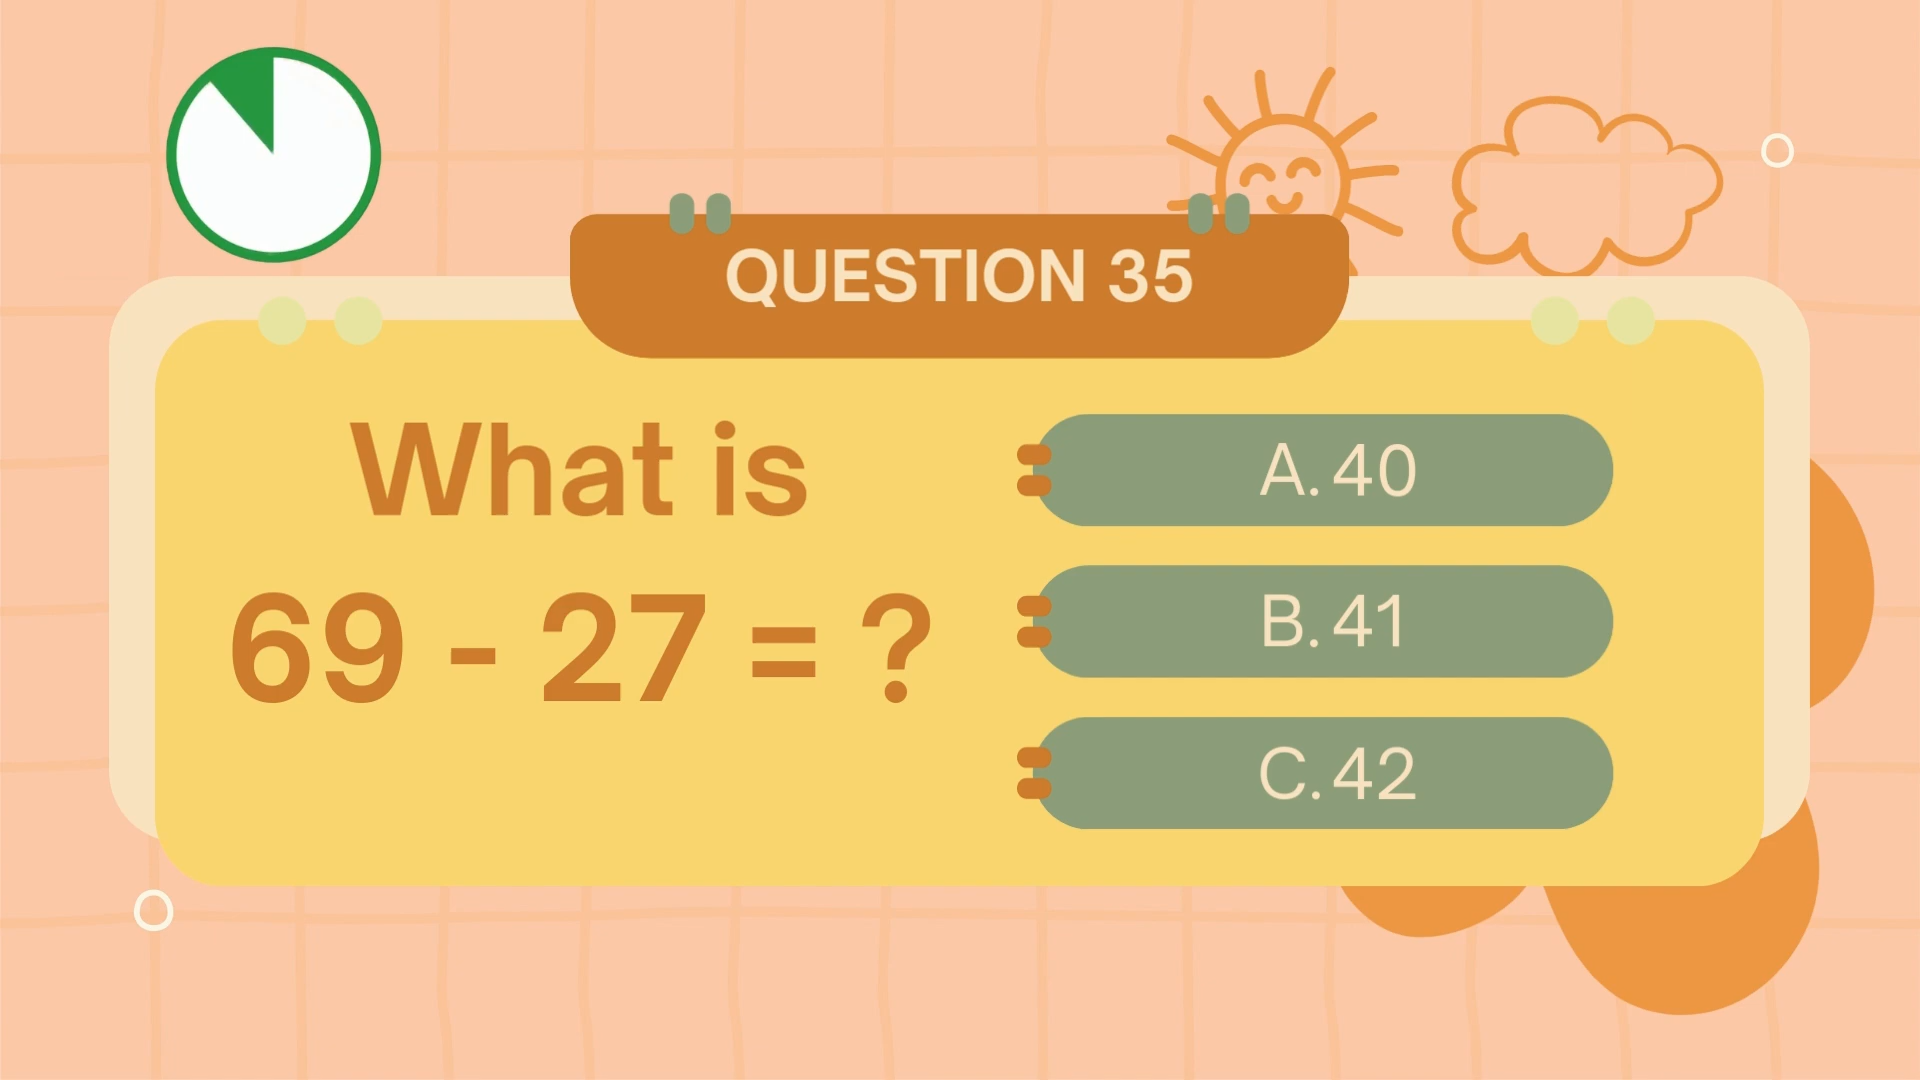 QUESTION 35
What is
69 - 27 = ?
A. 40
B. 41
C. 42